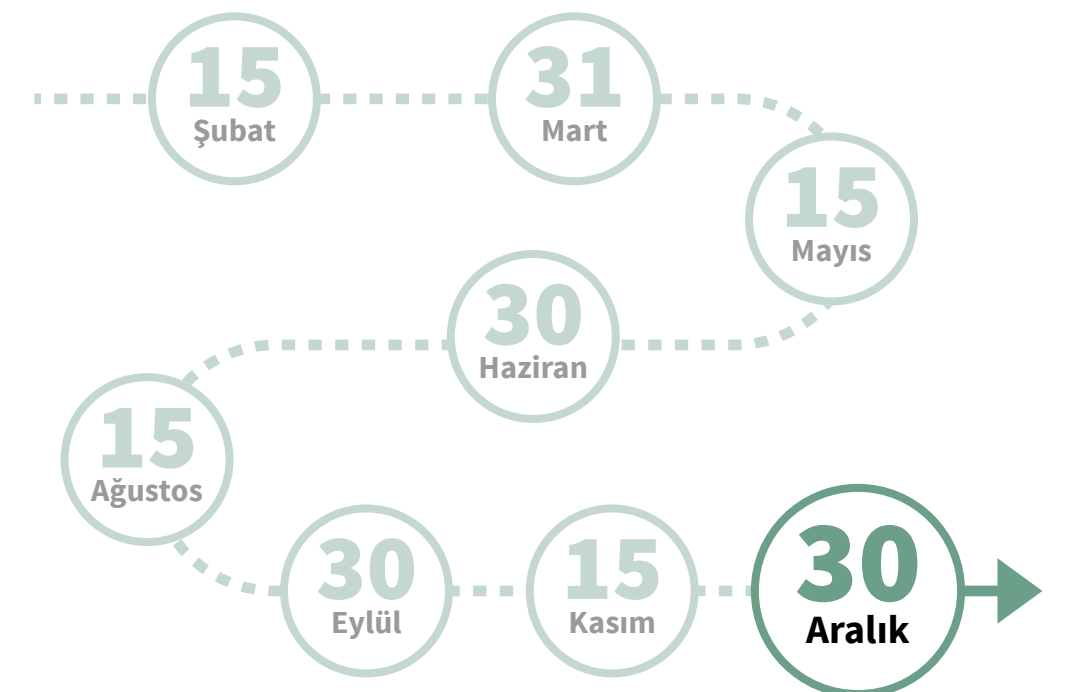 15
Şubat
31
Mart
15
Mayıs
30
Haziran
15
Ağustos
30
Eylül
15
Kasım
30
Aralık